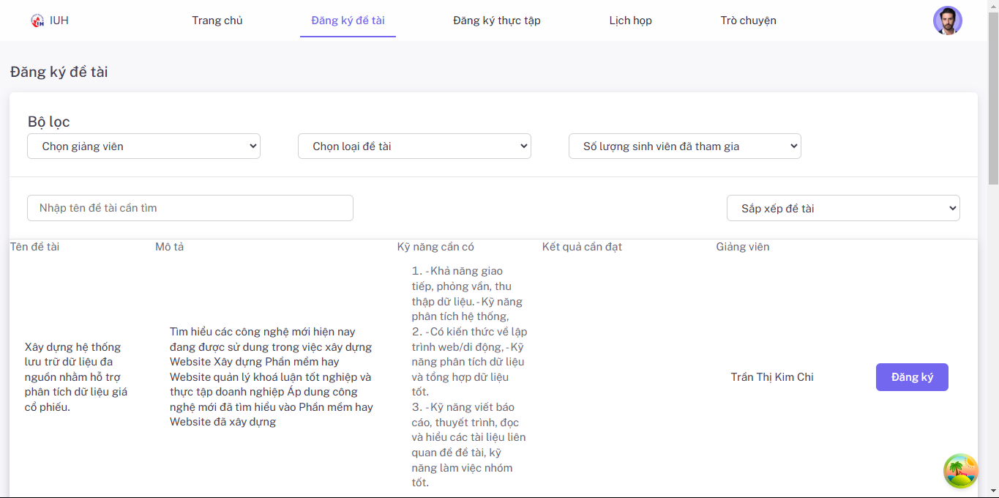 IUH
Trang chủ
Đăng ký đề tài
Đăng ký thực tập
Lịch họp
Trò chuyện
Đăng ký đề tài
Bộ lọc
Chọn giảng viên
Chọn loại đề tài
Số lượng sinh viên đã tham gia
Nhập tên đề tài cần tìm
Sắp xếp đề tài
Tên đề tài
Mô tả
Kỹ năng cần có
Kết quả cần đạt
Giảng viên
Xây dựng hệ thống
lưu trữ dữ liệu đa
nguồn nhằm hỗ trợ
phân tích dữ liệu giá
cổ phiếu.
Tìm hiểu các công nghệ mới hiện nay
đang được sử dung trong việc xây dựng
Website Xây dựng Phần mềm hay
Website quản lý khoá luận tốt nghiệp và
thực tập doanh nghiệp Áp dung công
nghệ mới đã tìm hiểu vào Phần mềm hay
Website đã xây dựng
1. - Khả năng giao
tiếp, phỏng vấn, thu
thập dữ liệu. - Kỹ năng
phân tích hệ thống,
2. - Có kiến thức về lập
trình web/di động, - Kỹ
năng phân tích dữ liệu
và tổng hợp dữ liệu
tốt.
3. - Kỹ năng viết báo
cáo, thuyết trình, đọc
và hiểu các tài liệu liên
quan đề đề tài, kỹ
năng làm việc nhóm
tốt.
Trần Thị Kim Chi
Đăng ký